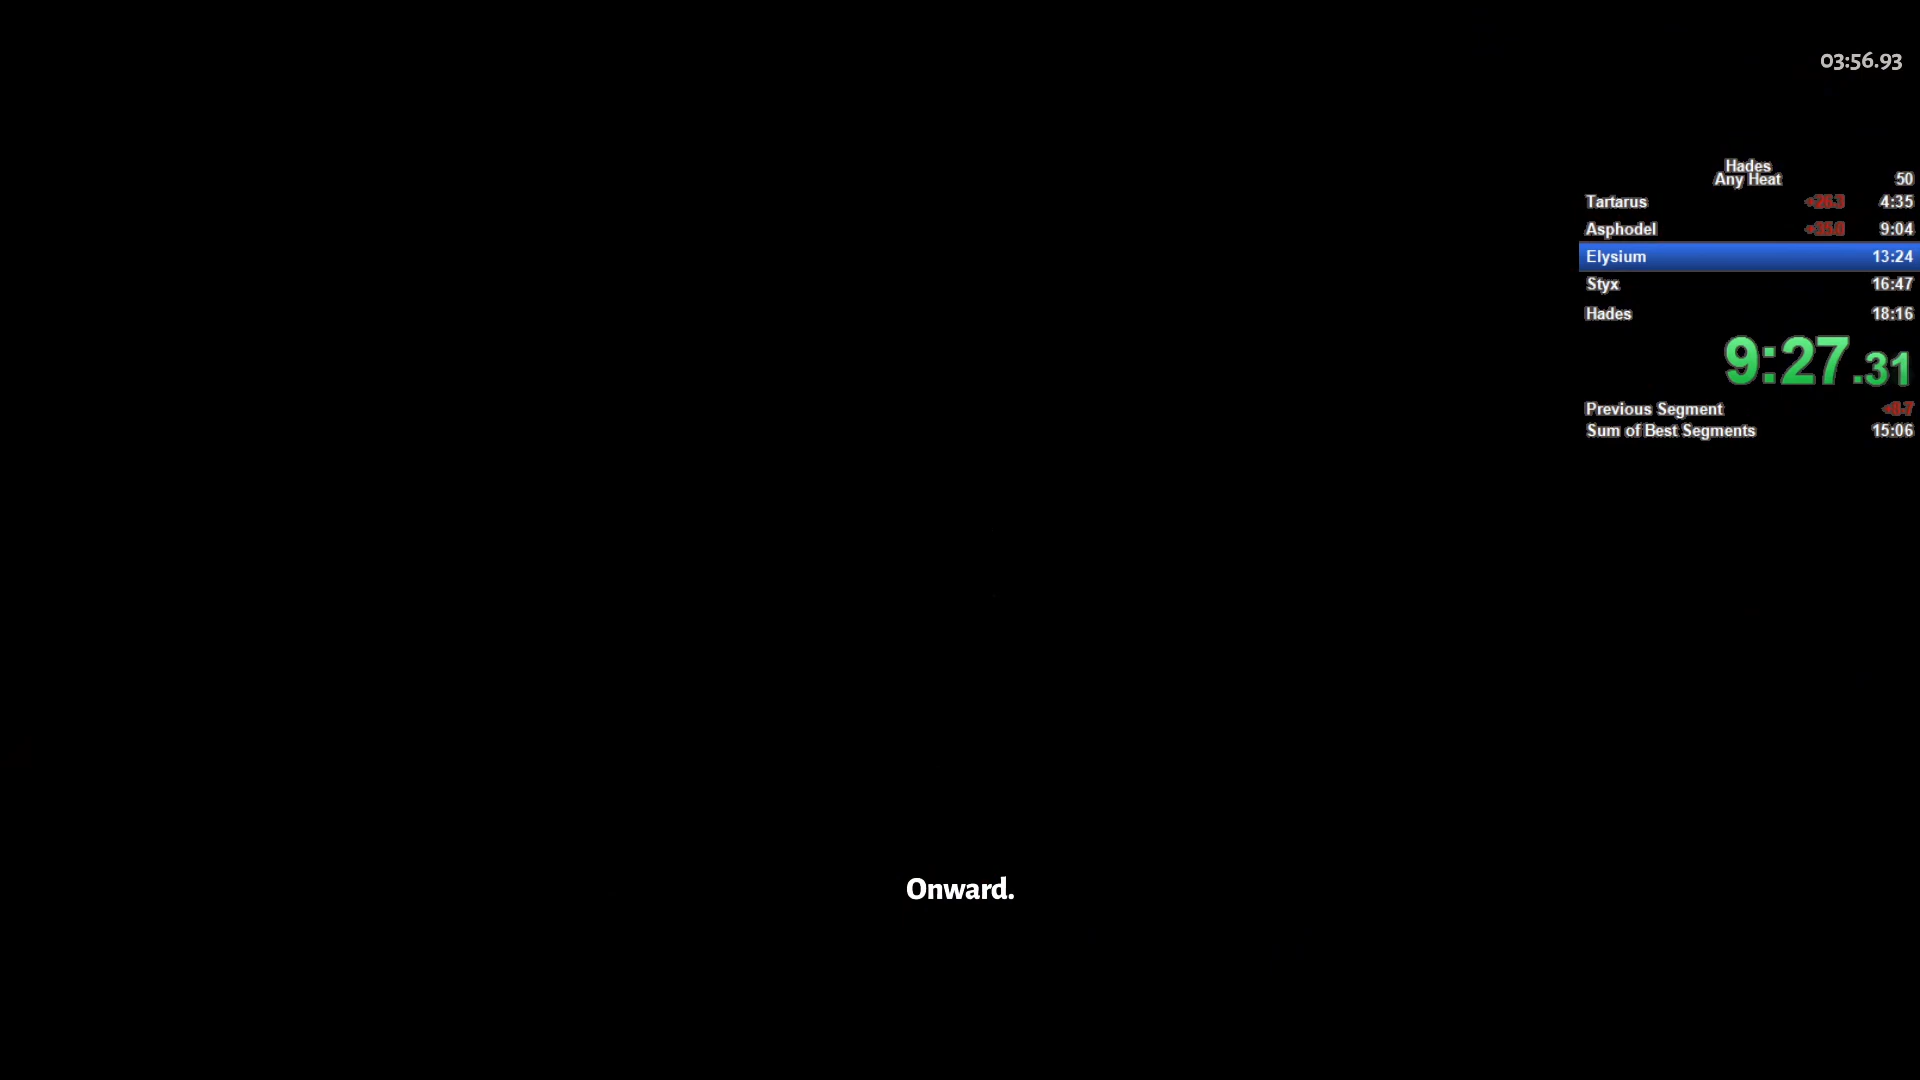 03:56.93
Hades
Any Heat 50
Tartarus 4:35
Asphodel 9:04
Elysium 13:24
Styx 16:47
Hades 18:16
9:27.31
Previous Segment
Sum of Best Segments 15:06
Onward.